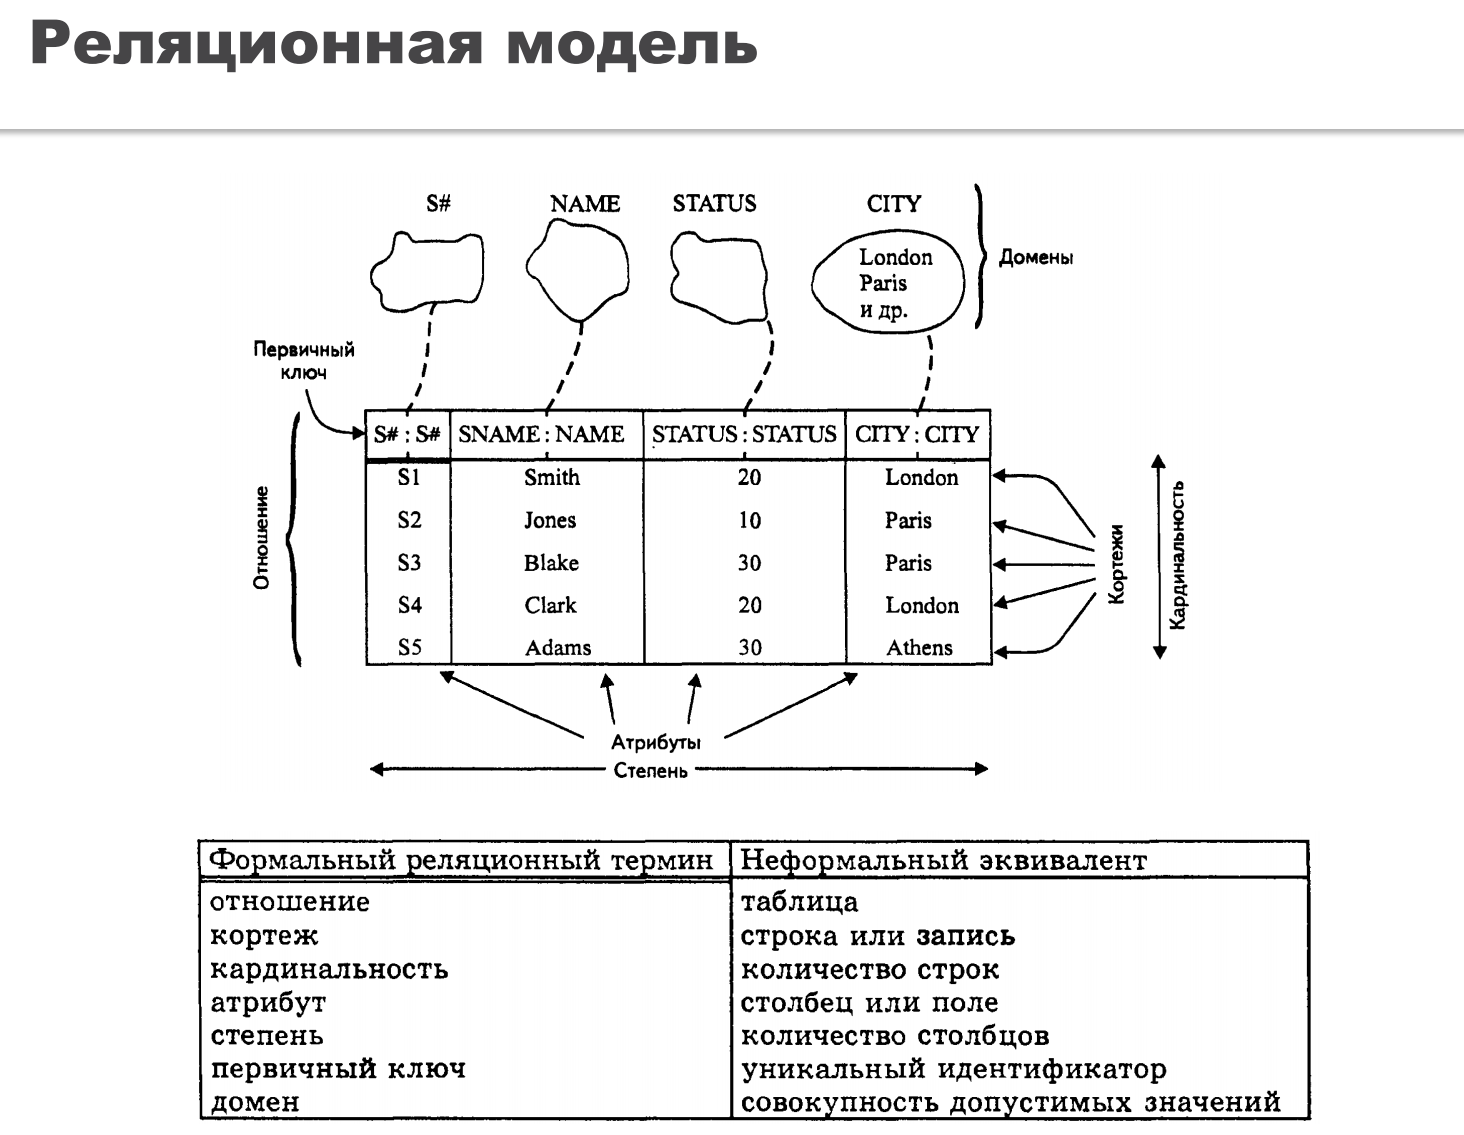 Реляционная модель
S# NAME STATUS CITY
London
Paris
и др.
Домены
Первичный
ключ
S# : S# SNAME : NAME STATUS : STATUS CITY : CITY
S1 Smith 20 London
S2 Jones 10 Paris
S3 Blake 30 Paris
S4 Clark 20 London
S5 Adams 30 Athens
Отношение
Кортежи
Кардинальность
Атрибуты
Степень
Формальный реляционный термин Неформальный эквивалент
отношение таблица
кортеж строка или запись
кардинальность количество строк
атрибут столбец или поле
степень количество столбцов
первичный ключ уникальный идентификатор
домен совокупность допустимых значений